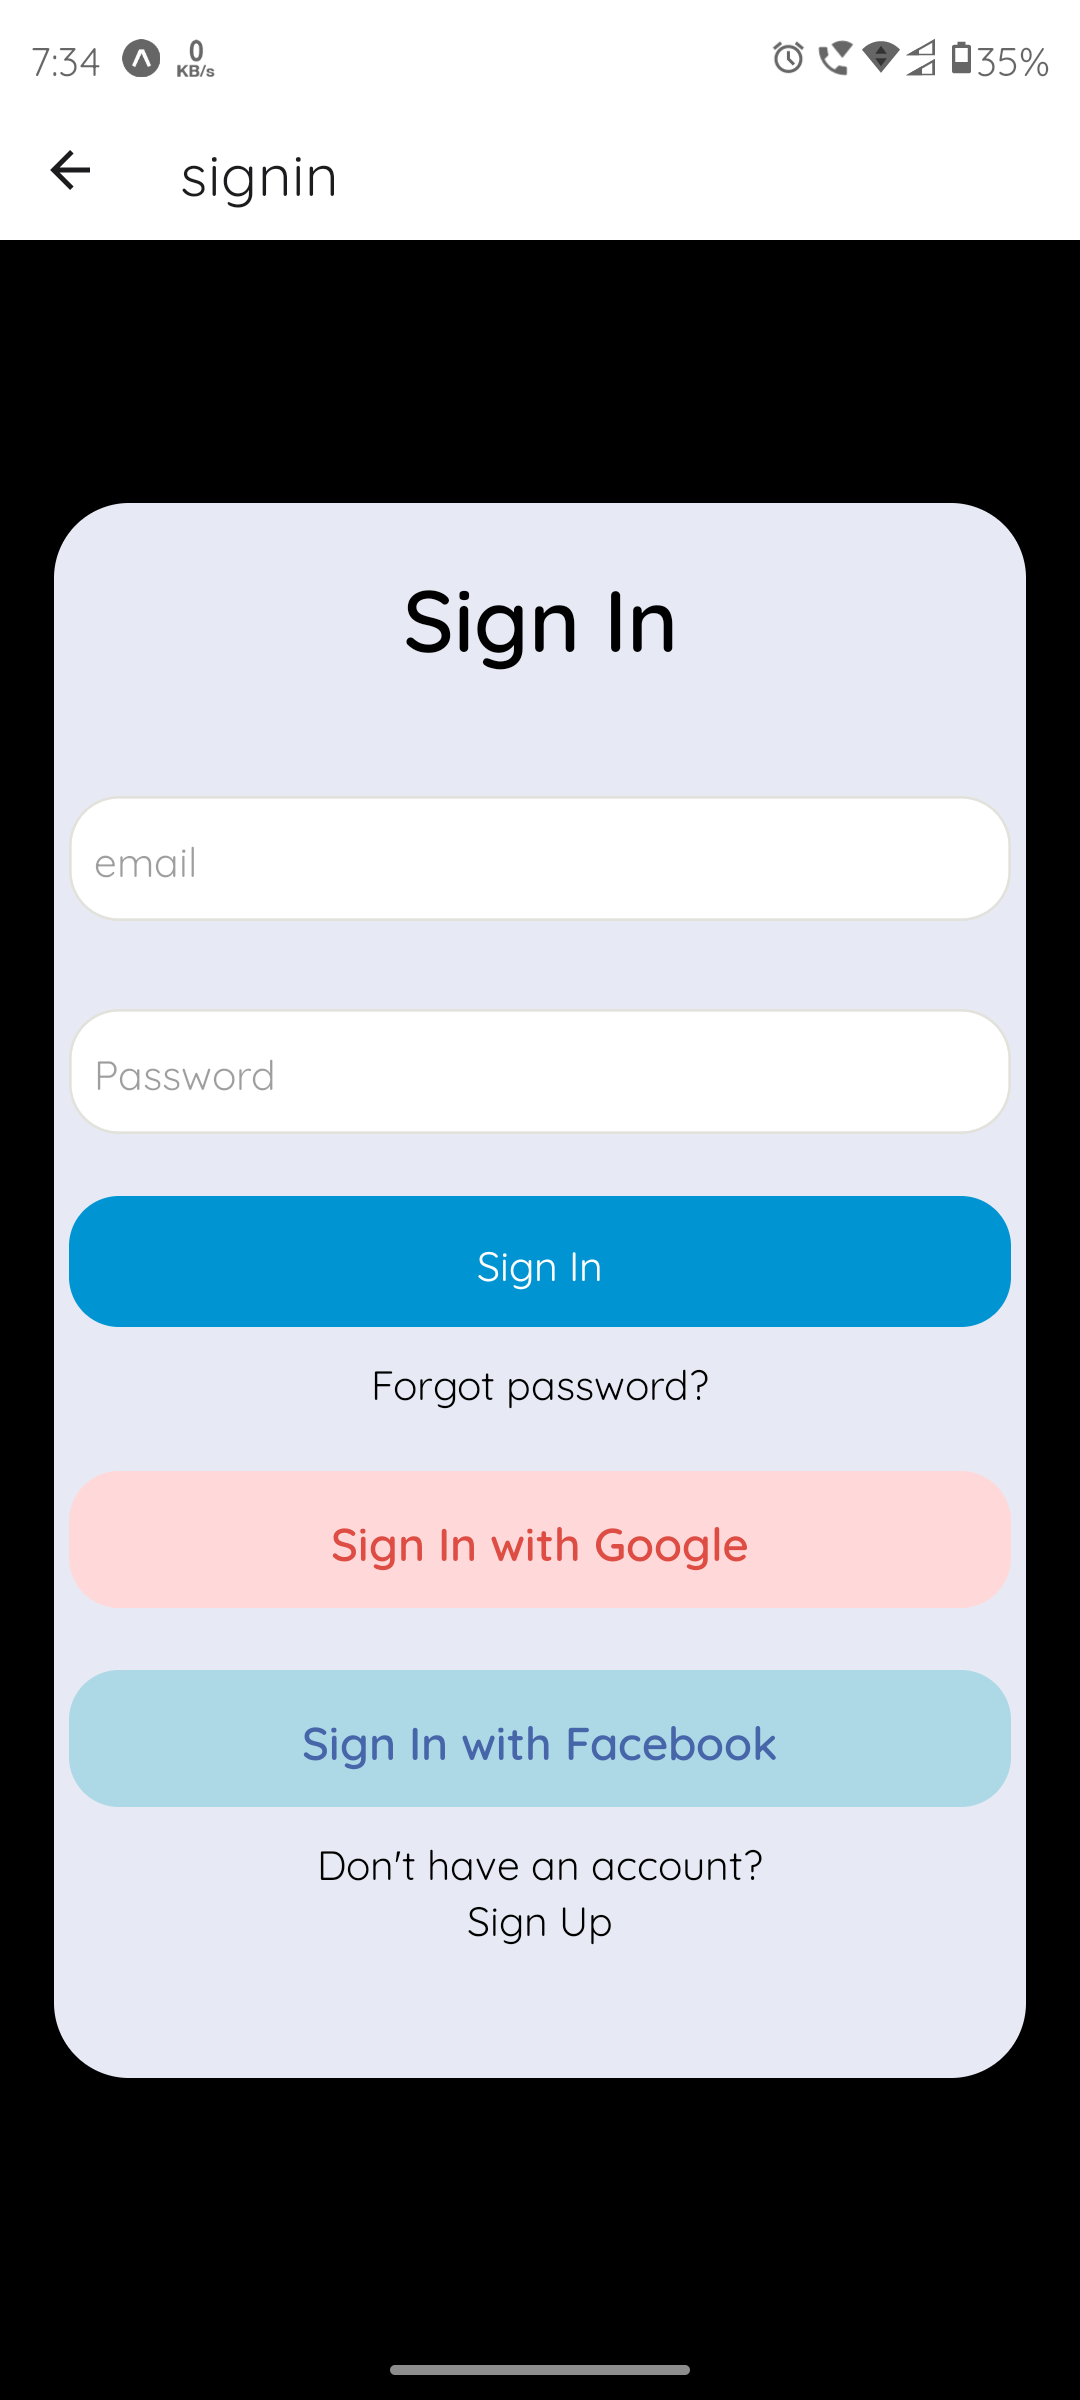 7:34 0 KB/s 35%
signin
Sign In
email
Password
Sign In
Forgot password?
Sign In with Google
Sign In with Facebook
Don't have an account?
Sign Up